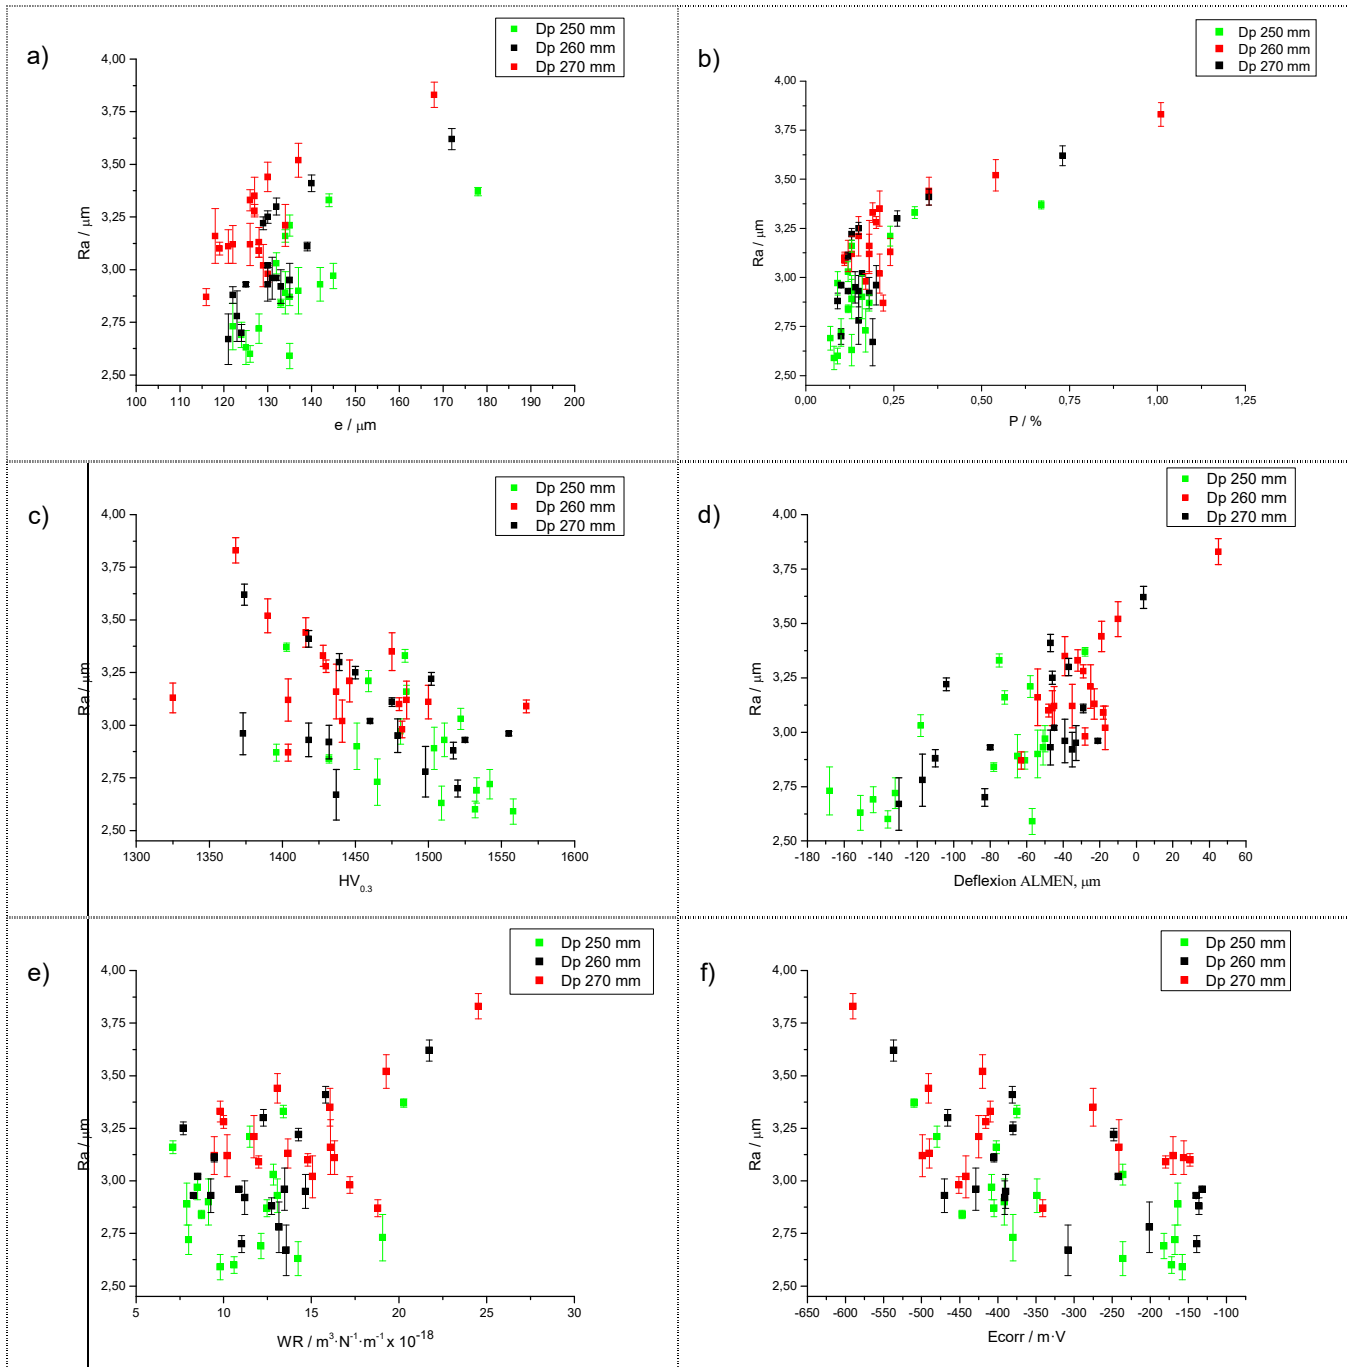 a)
Dp 250 mm
Dp 260 mm
Dp 270 mm
4,00
3,75
3,50
3,25
3,00
2,75
2,50
Ra / μm
100 110 120 130 140 150 160 170 180 190 200
e / μm
b)
Dp 250 mm
Dp 260 mm
Dp 270 mm
4,00
3,75
3,50
3,25
3,00
2,75
2,50
Ra / μm
0,00 0,25 0,50 0,75 1,00 1,25
P / %
c)
Dp 250 mm
Dp 260 mm
Dp 270 mm
4,00
3,75
3,50
3,25
3,00
2,75
2,50
Ra / μm
1300 1350 1400 1450 1500 1550 1600
HV0.3
d)
Dp 250 mm
Dp 260 mm
Dp 270 mm
4,00
3,75
3,50
3,25
3,00
2,75
2,50
Ra / μm
-180 -160 -140 -120 -100 -80 -60 -40 -20 0 20 40 60
Deflexion ALMEN, μm
e)
Dp 250 mm
Dp 260 mm
Dp 270 mm
4,00
3,75
3,50
3,25
3,00
2,75
2,50
Ra / μm
5 10 15 20 25 30
WR / m³·N⁻¹·m⁻¹ x 10⁻¹⁸
f)
Dp 250 mm
Dp 260 mm
Dp 270 mm
4,00
3,75
3,50
3,25
3,00
2,75
2,50
Ra / μm
-650 -600 -550 -500 -450 -400 -350 -300 -250 -200 -150 -100
Ecorr / m·V